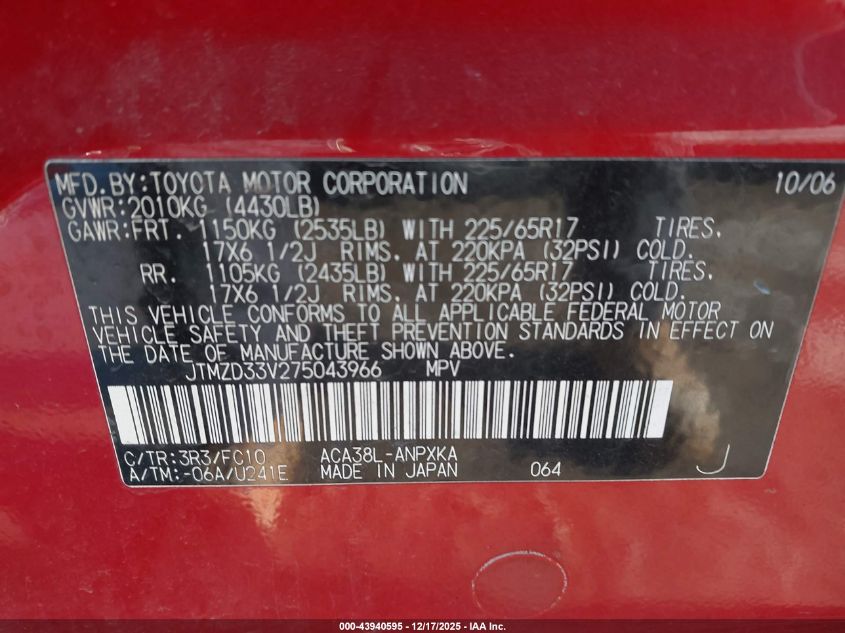 MFD. BY: TOYOTA MOTOR CORPORATION 10/06
GVWR: 2010KG (4430LB)
GAWR: FRT. 1150KG (2535LB) WITH 225/65R17 TIRES,
17X6 1/2J RIMS, AT 220KPA (32PSI) COLD.
RR. 1105KG (2435LB) WITH 225/65R17 TIRES,
17X6 1/2J RIMS, AT 220KPA (32PSI) COLD.
THIS VEHICLE CONFORMS TO ALL APPLICABLE FEDERAL MOTOR
VEHICLE SAFETY AND THEFT PREVENTION STANDARDS IN EFFECT ON
THE DATE OF MANUFACTURE SHOWN ABOVE.
JTMZD33V275043966 MPV
C/TR: 3R3/FC10 ACA38L-ANPXKA
A/TM: -06A/U241E MADE IN JAPAN 064 J
000-43940595 - 12/17/2025 - IAA Inc.